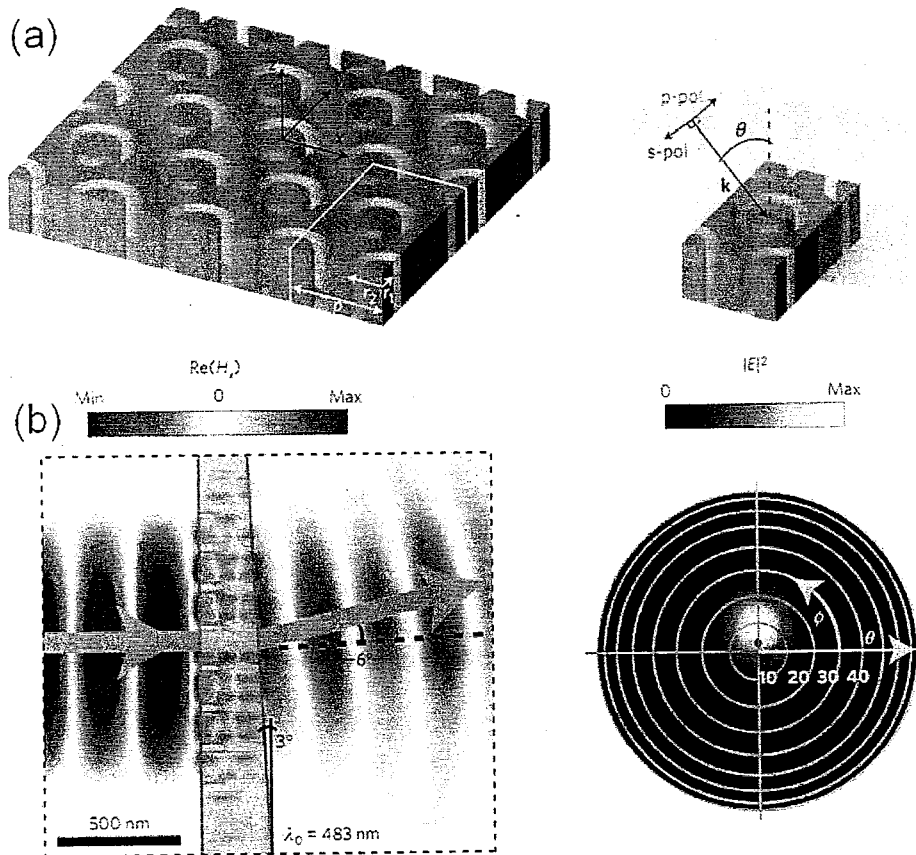 (a)
z
p-pol
s-pol
θ
k
p
Min
Re(Hx)
0
Max
0
|E|²
Max
(b)
6°
3°
500 nm
λ₀ = 483 nm
ϕ
θ
10 20 30 40